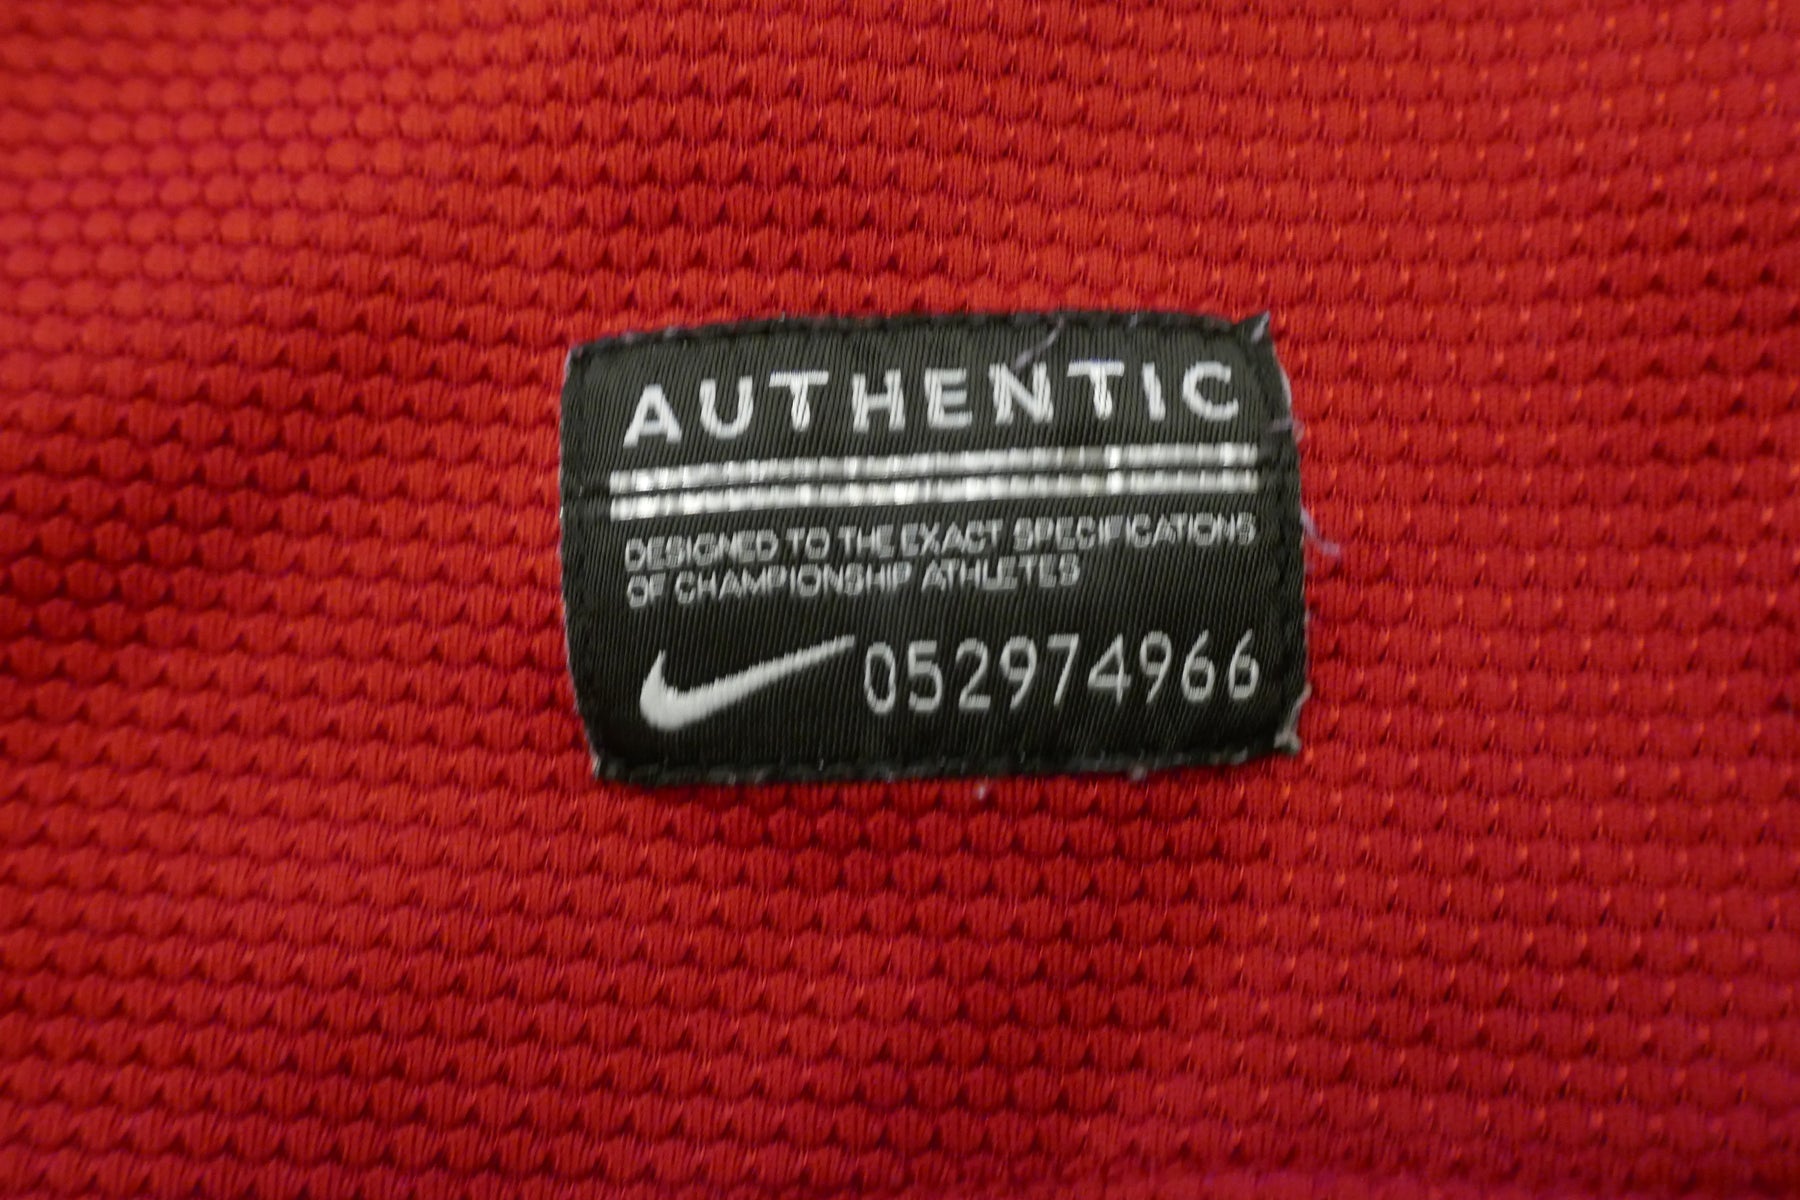 AUTHENTIC
DESIGNED TO THE EXACT SPECIFICATIONS
OF CHAMPIONSHIP ATHLETES
052974966